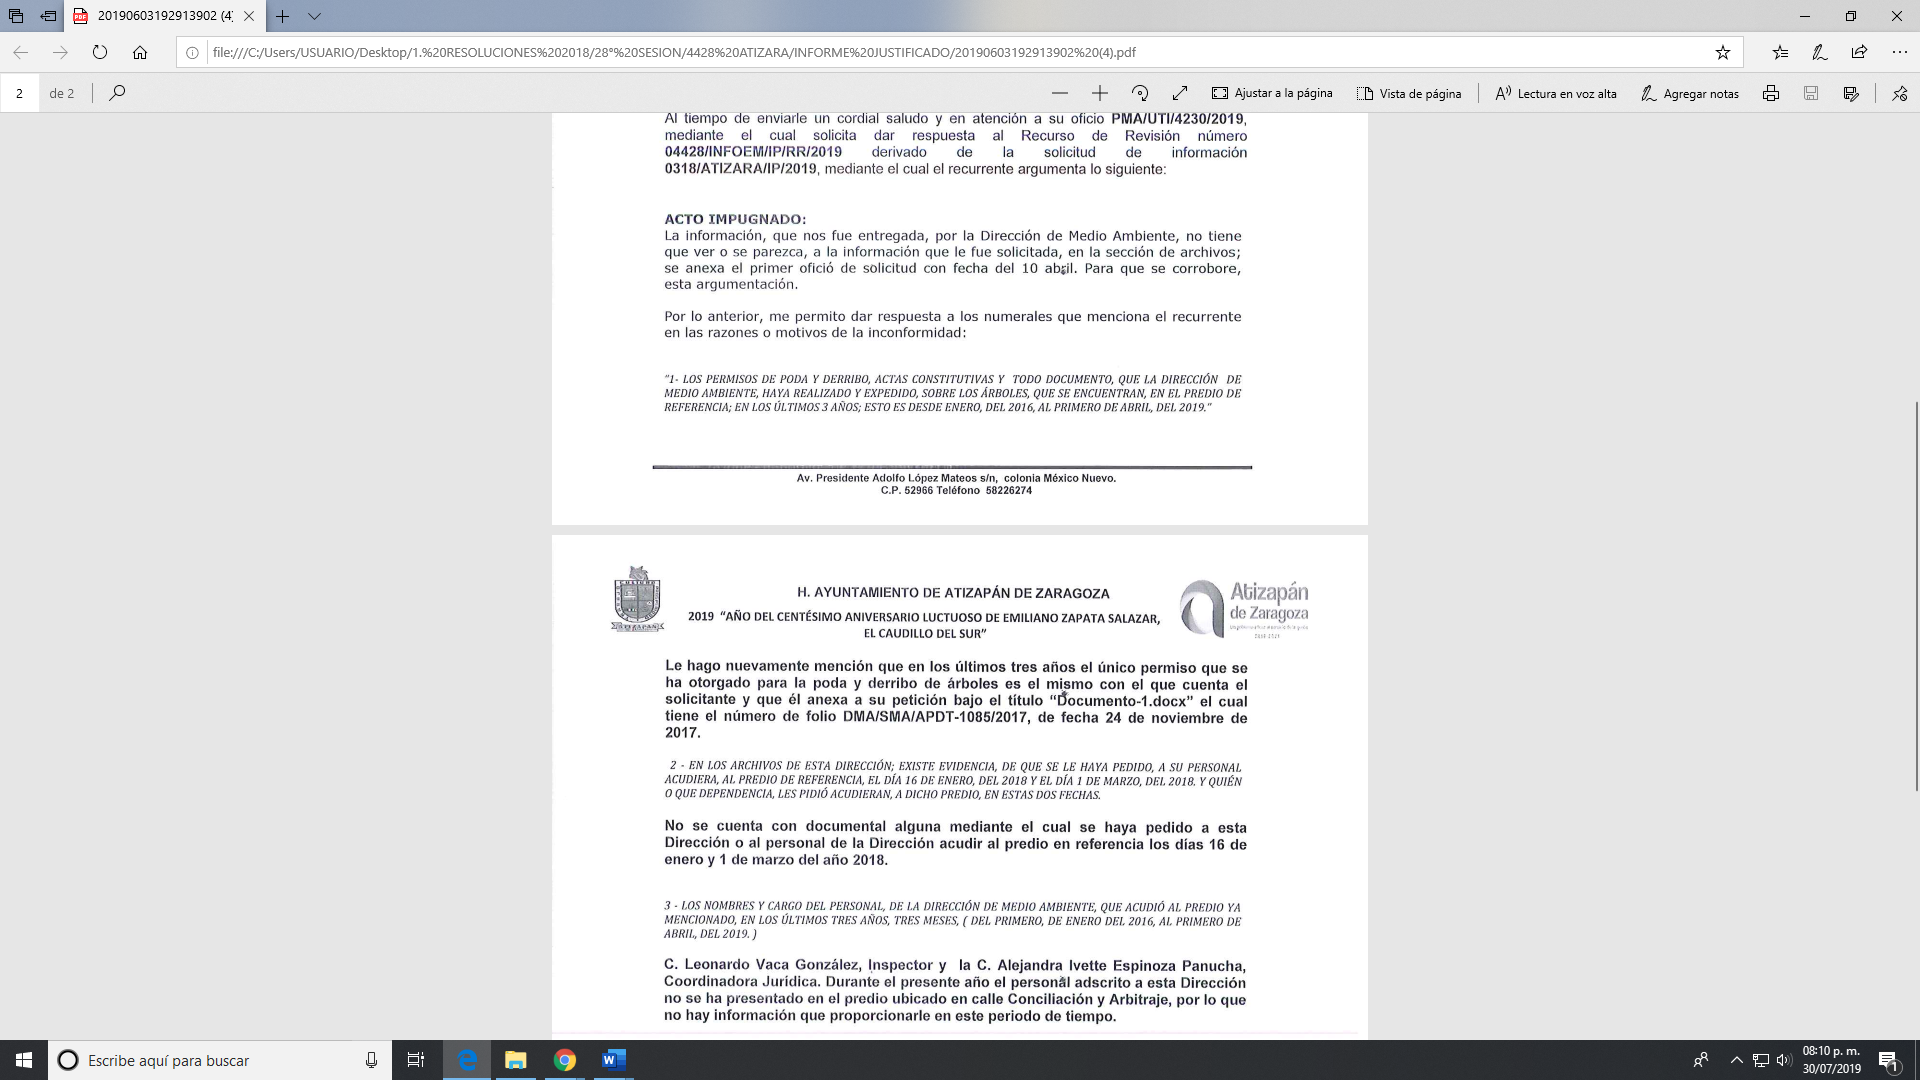 20190603192913902 (4)
file:///C:/Users/USUARIO/Desktop/1.%20RESOLUCIONES%202018/28°%20SESION/4428%20ATIZARA/INFORME%20JUSTIFICADO/20190603192913902%20(4).pdf
2 de 2
Ajustar a la página
Vista de página
Lectura en voz alta
Agregar notas
Al tiempo de enviarle un cordial saludo y en atención a su oficio PMA/UTI/4230/2019,
mediante el cual solicita dar respuesta al Recurso de Revisión número
04428/INFOEM/IP/RR/2019 derivado de la solicitud de información
0318/ATIZARA/IP/2019, mediante el cual el recurrente argumenta lo siguiente:
ACTO IMPUGNADO:
La información, que nos fue entregada, por la Dirección de Medio Ambiente, no tiene
que ver o se parezca, a la información que le fue solicitada, en la sección de archivos;
se anexa el primer ofició de solicitud con fecha del 10 abril. Para que se corrobore,
esta argumentación.
Por lo anterior, me permito dar respuesta a los numerales que menciona el recurrente
en las razones o motivos de la inconformidad:
"1- LOS PERMISOS DE PODA Y DERRIBO, ACTAS CONSTITUTIVAS Y TODO DOCUMENTO, QUE LA DIRECCIÓN DE
MEDIO AMBIENTE, HAYA REALIZADO Y EXPEDIDO, SOBRE LOS ÁRBOLES, QUE SE ENCUENTRAN, EN EL PREDIO DE
REFERENCIA; EN LOS ÚLTIMOS 3 AÑOS; ESTO ES DESDE ENERO, DEL 2016, AL PRIMERO DE ABRIL, DEL 2019."
Av. Presidente Adolfo López Mateos s/n, colonia México Nuevo.
C.P. 52966 Teléfono 58226274
H. AYUNTAMIENTO DE ATIZAPÁN DE ZARAGOZA
2019 "AÑO DEL CENTÉSIMO ANIVERSARIO LUCTUOSO DE EMILIANO ZAPATA SALAZAR,
EL CAUDILLO DEL SUR"
Atizapán
de Zaragoza
Le hago nuevamente mención que en los últimos tres años el único permiso que se
ha otorgado para la poda y derribo de árboles es el mismo con el que cuenta el
solicitante y que él anexa a su petición bajo el título "Documento-1.docx" el cual
tiene el número de folio DMA/SMA/APDT-1085/2017, de fecha 24 de noviembre de
2017.
2 - EN LOS ARCHIVOS DE ESTA DIRECCIÓN; EXISTE EVIDENCIA, DE QUE SE LE HAYA PEDIDO, A SU PERSONAL
ACUDIERA, AL PREDIO DE REFERENCIA, EL DÍA 16 DE ENERO, DEL 2018 Y EL DÍA 1 DE MARZO, DEL 2018. Y QUIÉN
O QUE DEPENDENCIA, LES PIDIÓ ACUDIERAN, A DICHO PREDIO, EN ESTAS DOS FECHAS.
No se cuenta con documental alguna mediante el cual se haya pedido a esta
Dirección o al personal de la Dirección acudir al predio en referencia los días 16 de
enero y 1 de marzo del año 2018.
3 - LOS NOMBRES Y CARGO DEL PERSONAL, DE LA DIRECCIÓN DE MEDIO AMBIENTE, QUE ACUDIÓ AL PREDIO YA
MENCIONADO, EN LOS ÚLTIMOS TRES AÑOS, TRES MESES, ( DEL PRIMERO, DE ENERO DEL 2016, AL PRIMERO DE
ABRIL, DEL 2019. )
C. Leonardo Vaca González, Inspector y la C. Alejandra Ivette Espinoza Panucha,
Coordinadora Jurídica. Durante el presente año el personal adscrito a esta Dirección
no se ha presentado en el predio ubicado en calle Conciliación y Arbitraje, por lo que
no hay información que proporcionarle en este periodo de tiempo.
Escribe aquí para buscar
08:10 p. m.
30/07/2019
1